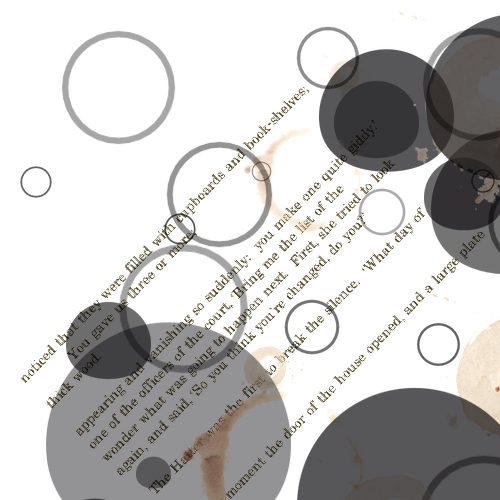 noticed that they were filled with cupboards and book-shelves;
You gave us three or more
thick wood.
appearing and vanishing so suddenly: you make one quite giddy.'
one of the officers of the court, 'Bring me the list of the
wonder what was going to happen next. First, she tried to look
again, and said, 'So you think you're changed, do you?'
The Hatter was the first to break the silence. 'What day of
moment the door of the house opened, and a large plate